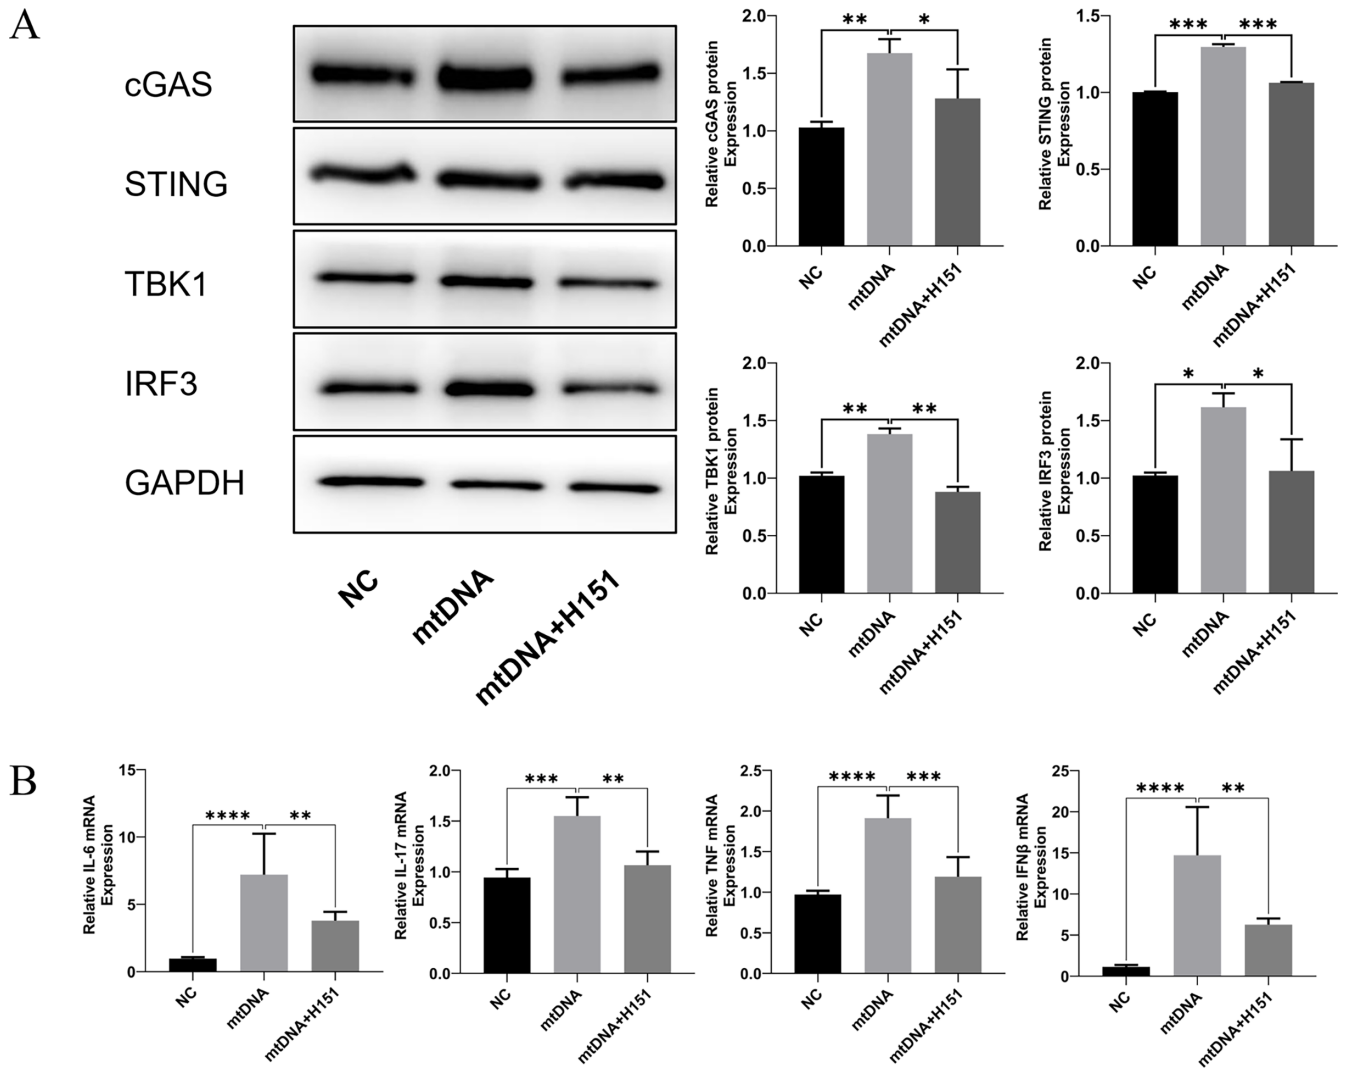 A
cGAS
STING
TBK1
IRF3
GAPDH
NC
mtDNA
mtDNA+H151
Relative cGAS protein
Expression
2.0
1.5
1.0
0.5
0.0
**
*
NC
mtDNA
mtDNA+H151
Relative STING protein
Expression
1.5
1.0
0.5
0.0
***
***
NC
mtDNA
mtDNA+H151
Relative TBK1 protein
Expression
2.0
1.5
1.0
0.5
0.0
**
**
NC
mtDNA
mtDNA+H151
Relative IRF3 protein
Expression
2.0
1.5
1.0
0.5
0.0
*
*
NC
mtDNA
mtDNA+H151
B
Relative IL-6 mRNA
Expression
15
10
5
0
****
**
NC
mtDNA
mtDNA+H151
Relative IL-17 mRNA
Expression
2.0
1.5
1.0
0.5
0.0
***
**
NC
mtDNA
mtDNA+H151
Relative TNF mRNA
Expression
2.5
2.0
1.5
1.0
0.5
0.0
****
***
NC
mtDNA
mtDNA+H151
Relative IFNβ mRNA
Expression
25
20
15
10
5
0
****
**
NC
mtDNA
mtDNA+H151